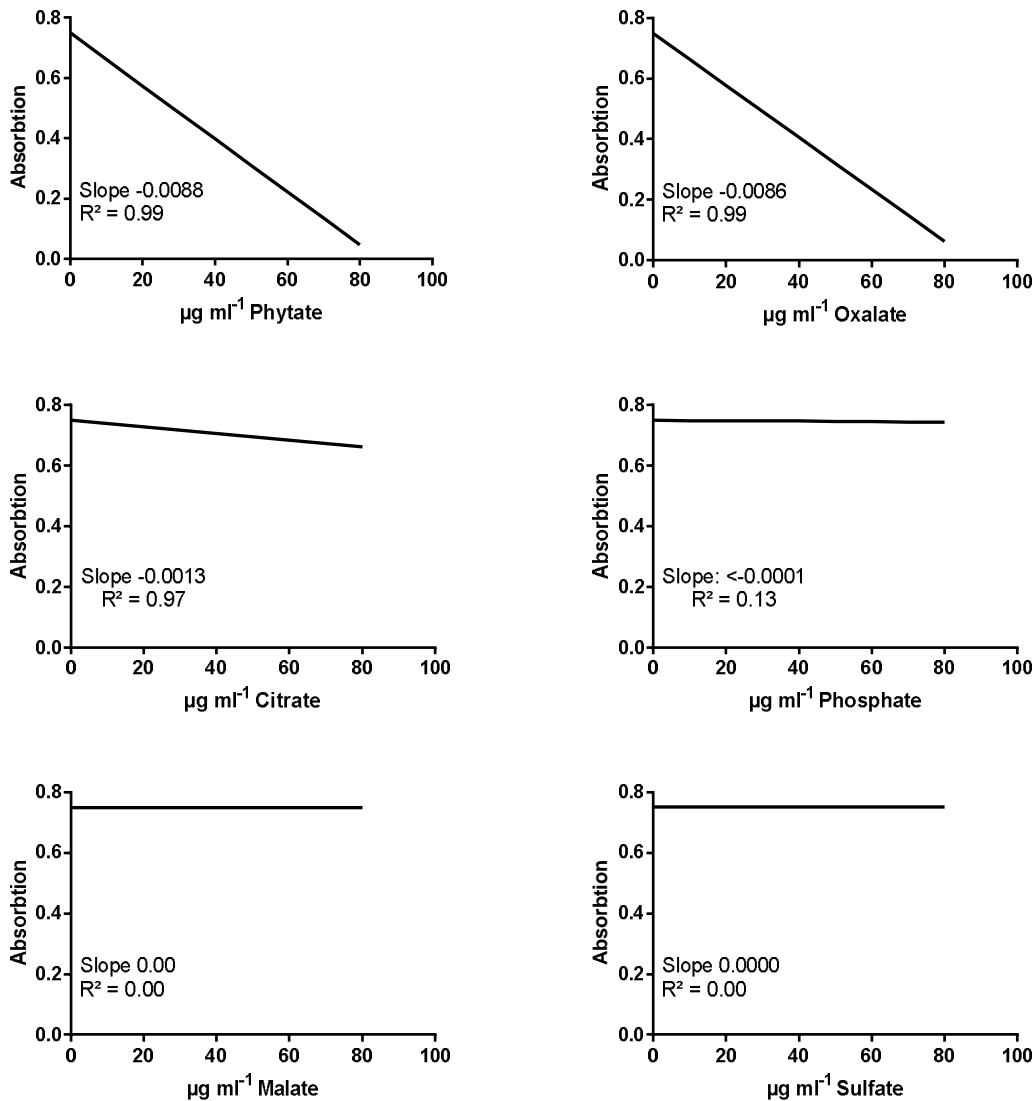 0.8
0.6
0.4
0.2
0.0
Absorbtion
Slope -0.0088
R² = 0.99
0 20 40 60 80 100
µg ml-1 Phytate
0.8
0.6
0.4
0.2
0.0
Absorbtion
Slope -0.0086
R² = 0.99
0 20 40 60 80 100
µg ml-1 Oxalate
0.8
0.6
0.4
0.2
0.0
Absorbtion
Slope -0.0013
R² = 0.97
0 20 40 60 80 100
µg ml-1 Citrate
0.8
0.6
0.4
0.2
0.0
Absorbtion
Slope: <-0.0001
R² = 0.13
0 20 40 60 80 100
µg ml-1 Phosphate
0.8
0.6
0.4
0.2
0.0
Absorbtion
Slope 0.00
R² = 0.00
0 20 40 60 80 100
µg ml-1 Malate
0.8
0.6
0.4
0.2
0.0
Absorbtion
Slope 0.0000
R² = 0.00
0 20 40 60 80 100
µg ml-1 Sulfate